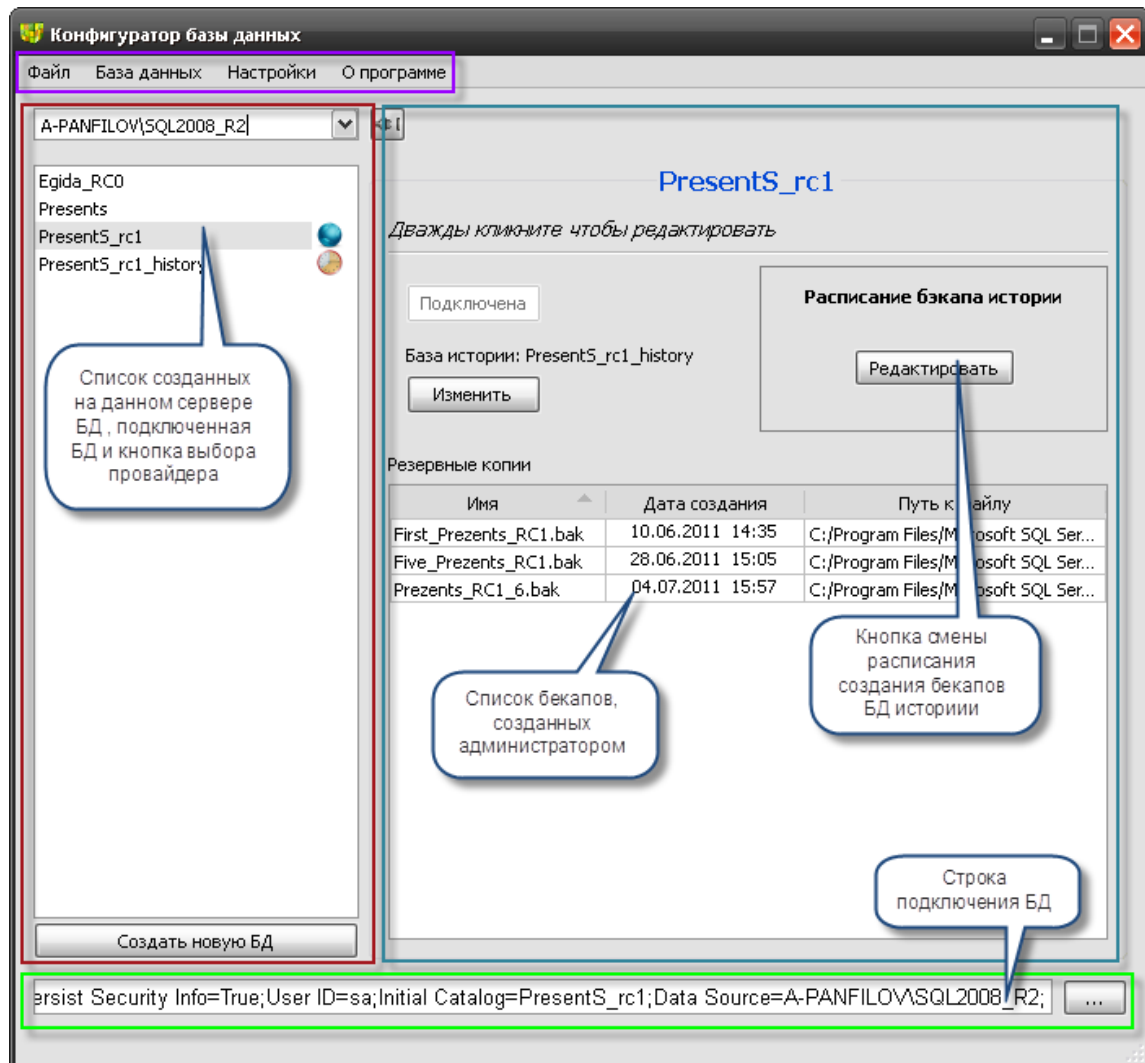 Конфигуратор базы данных
Файл База данных Настройки О программе
A-PANFILOV\SQL2008_R2
Egida_RC0
Presents
PresentS_rc1
PresentS_rc1_history
Список созданных
на данном сервере
БД , подключенная
БД и кнопка выбора
провайдера
Создать новую БД
PresentS_rc1
Дважды кликните чтобы редактировать
Подключена
База истории: PresentS_rc1_history
Изменить
Расписание бэкапа истории
Редактировать
Резервные копии
Имя Дата создания Путь к файлу
First_Prezents_RC1.bak 10.06.2011 14:35 C:/Program Files/Microsoft SQL Ser...
Five_Prezents_RC1.bak 28.06.2011 15:05 C:/Program Files/Microsoft SQL Ser...
Prezents_RC1_6.bak 04.07.2011 15:57 C:/Program Files/Microsoft SQL Ser...
Кнопка смены
расписания
создания бекапов
БД историии
Список бекапов,
созданных
администратором
Строка
подключения БД
ersist Security Info=True;User ID=sa;Initial Catalog=PresentS_rc1;Data Source=A-PANFILOV\SQL2008_R2; ...